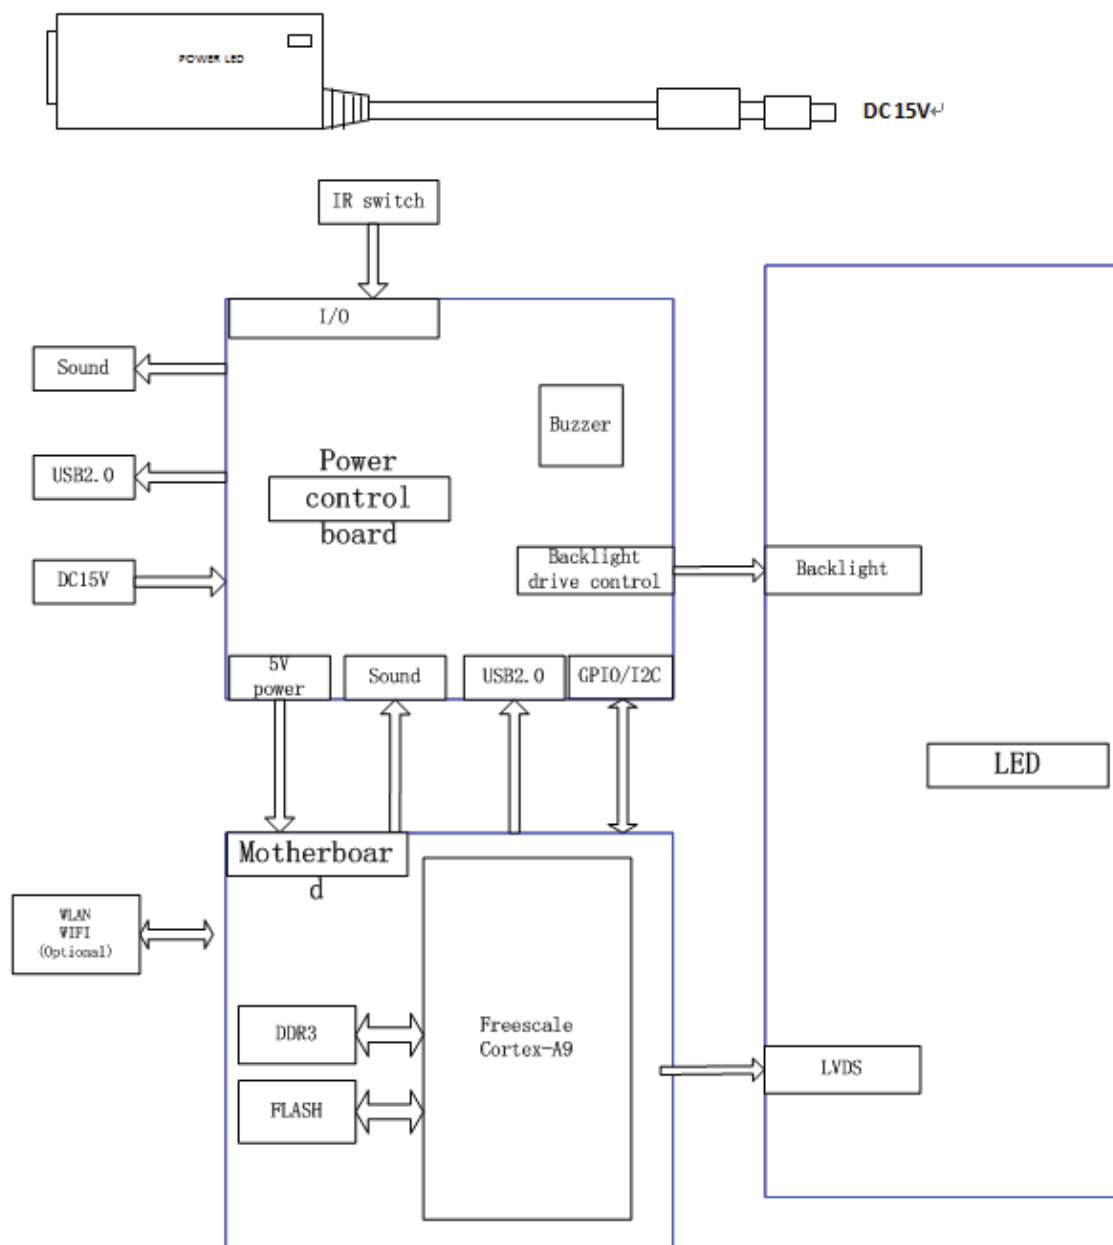 POWER LED
DC15V↵
IR switch
I/O
Sound
Buzzer
USB2.0
Power
control
board
DC15V
Backlight
drive control
Backlight
5V
power
Sound
USB2.0
GPIO/I2C
LED
Motherboar
d
WLAN
WIFI
(Optional)
DDR3
Freescale
Cortex-A9
FLASH
LVDS